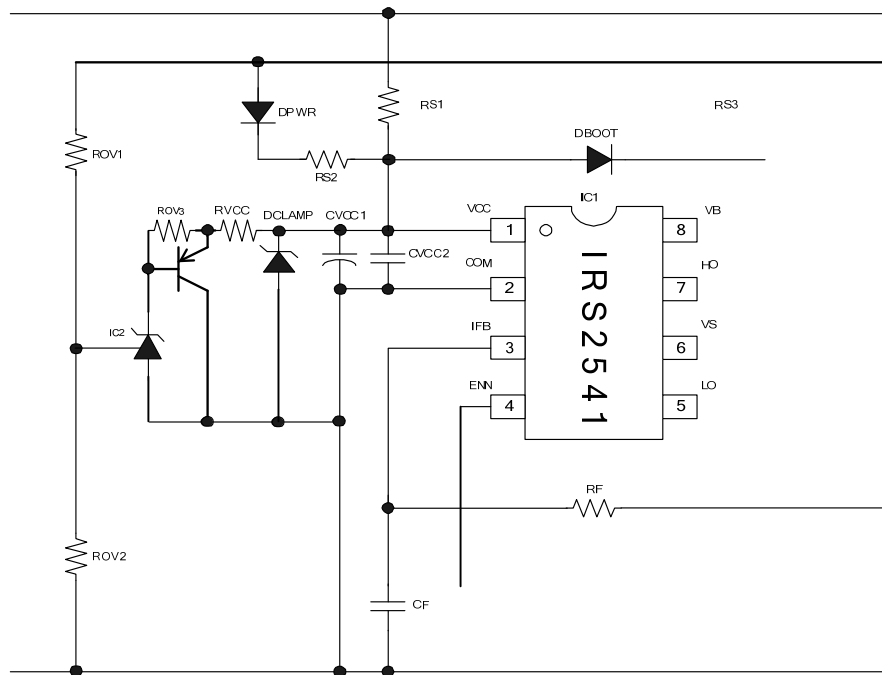 RS1
RS3
DPWR
DBOOT
ROV1
RS2
IC1
ROV3
RVCC
DCLAMP
CVCC1
VCC
1
8
VB
CVCC2
COM
2
7
HO
IRS2541
IC2
IFB
3
6
VS
ENN
4
5
LO
RF
ROV2
CF